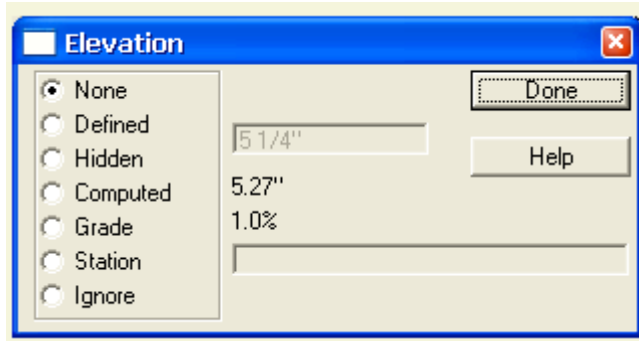 Elevation
None
Done
Defined
5 1/4"
Hidden
Help
Computed
5.27"
Grade
1.0%
Station
Ignore